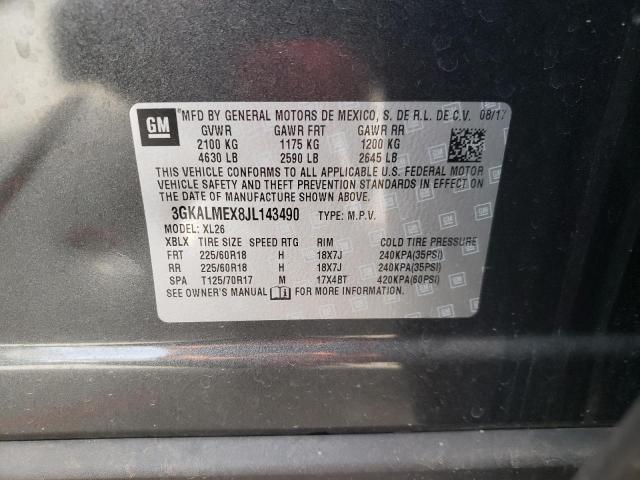 GM
MFD BY GENERAL MOTORS DE MEXICO, S. DE R.L. DE C.V. 08/17
GVWR GAWR FRT GAWR RR
2100 KG 1175 KG 1200 KG
4630 LB 2590 LB 2645 LB
THIS VEHICLE CONFORMS TO ALL APPLICABLE U.S. FEDERAL MOTOR
VEHICLE SAFETY AND THEFT PREVENTION STANDARDS IN EFFECT ON
THE DATE OF MANUFACTURE SHOWN ABOVE.
3GKALMEX8JL143490 TYPE: M.P.V.
MODEL: XL26
XBLX TIRE SIZE SPEED RTG RIM COLD TIRE PRESSURE
FRT 225/60R18 H 18X7J 240KPA(35PSI)
RR 225/60R18 H 18X7J 240KPA(35PSI)
SPA T125/70R17 M 17X4BT 420KPA(60PSI)
SEE OWNER'S MANUAL FOR MORE INFORMATION.